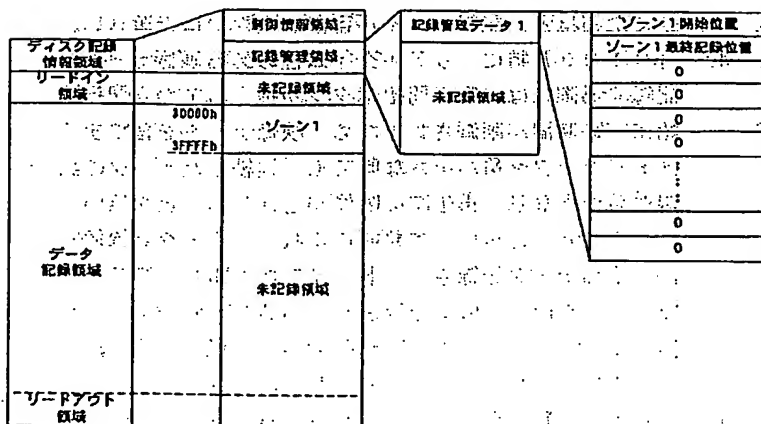 ディスク記録
情報領域
リードイン
領域
データ
記録領域
リードアウト
領域
30000h
3FFFFh
制御情報領域
記録管理領域
未記録領域
ゾーン1
未記録領域
記録管理データ1
未記録領域
ゾーン1開始位置
ゾーン1最終記録位置
0
0
0
0
:
:
:
0
0